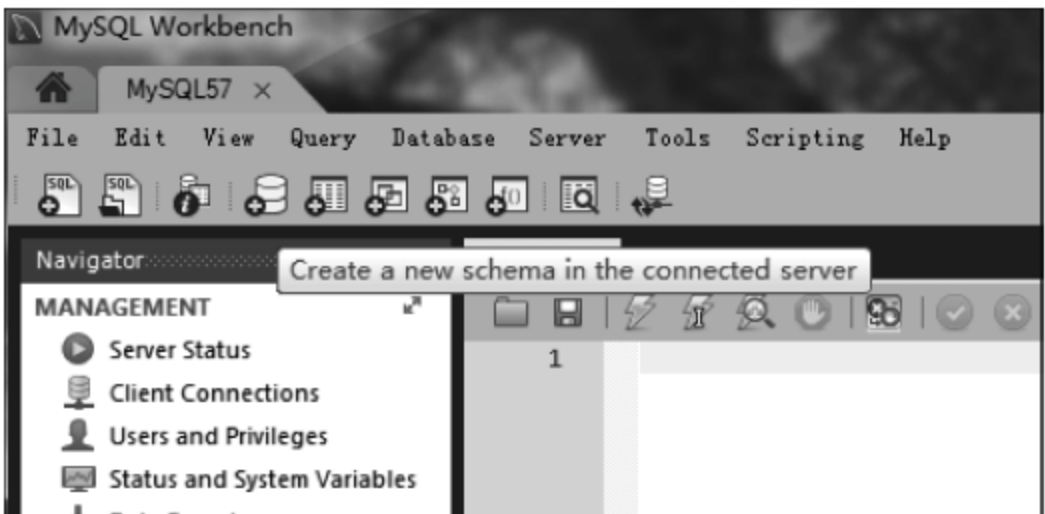 MySQL Workbench
MySQL57 ×
File Edit View Query Database Server Tools Scripting Help
SQL SQL
Navigator
Create a new schema in the connected server
MANAGEMENT
Server Status
1
Client Connections
Users and Privileges
Status and System Variables